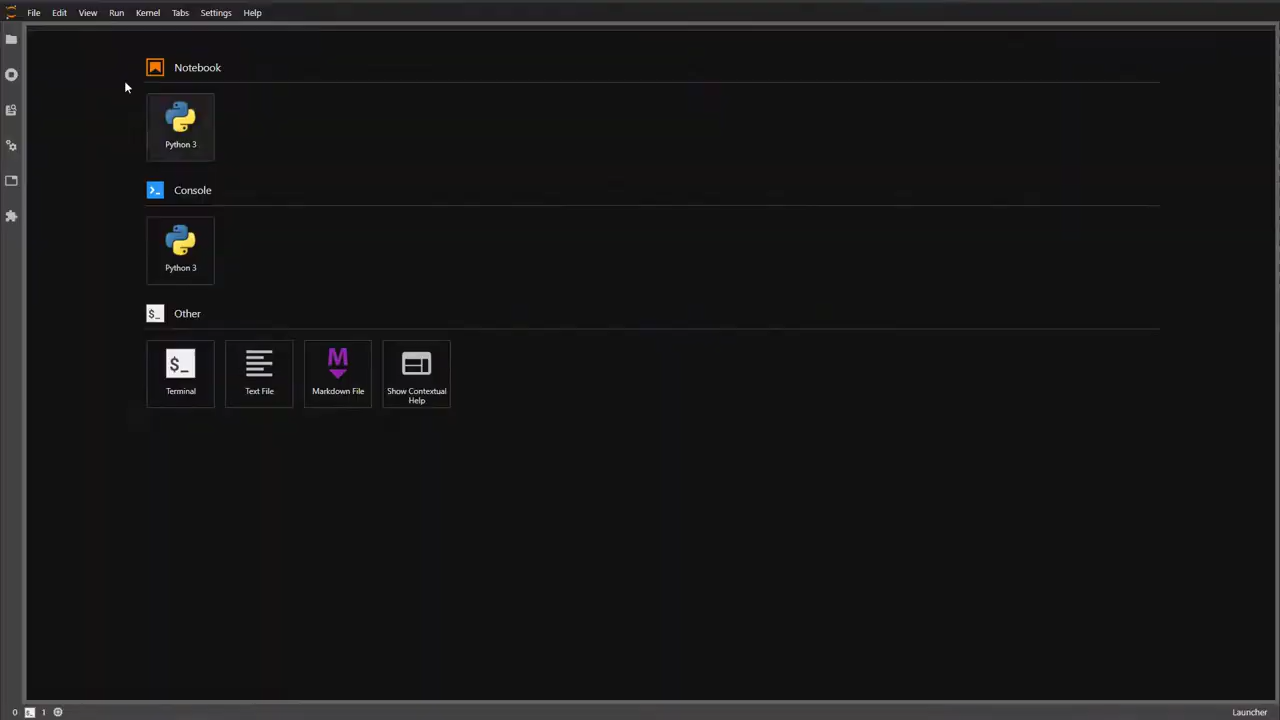 File Edit View Run Kernel Tabs Settings Help
Notebook
Python 3
Console
>_
Python 3
$_ Other
$_
M
Terminal Text File Markdown File Show Contextual
Help
0 $_ 1 Launcher